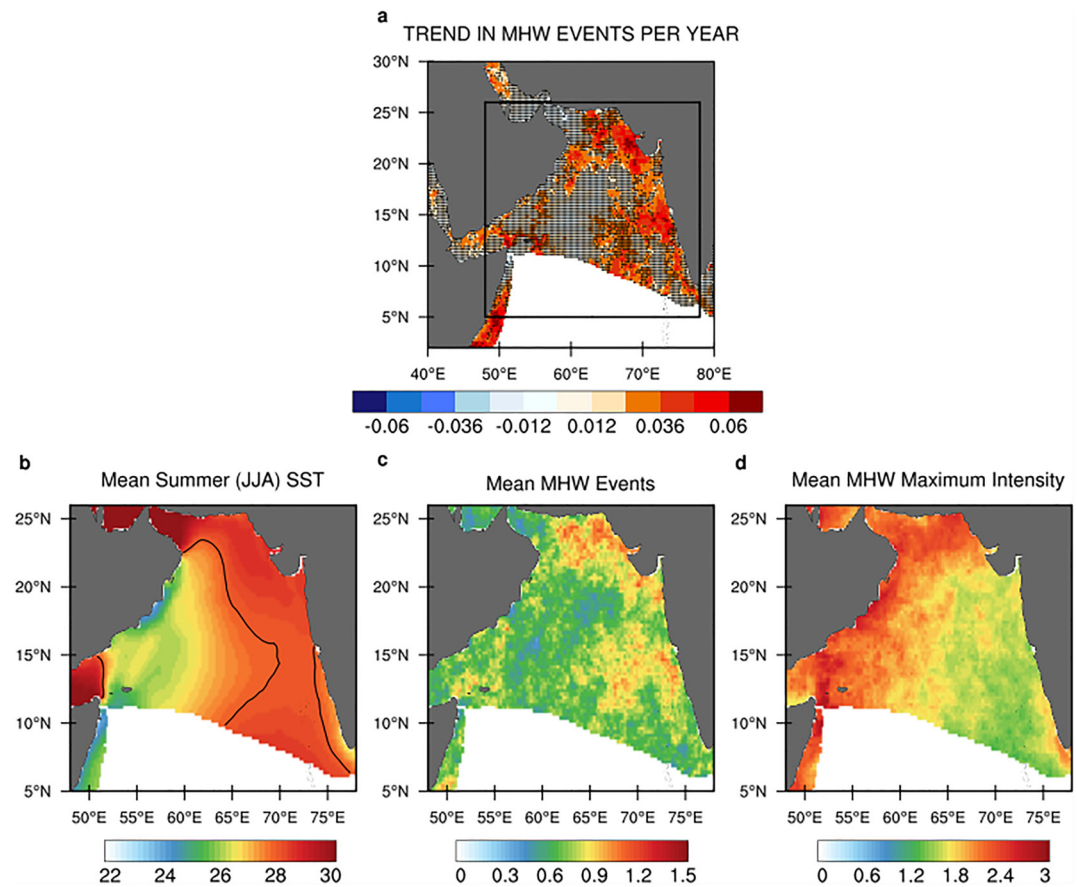 a
TREND IN MHW EVENTS PER YEAR
30°N
25°N
20°N
15°N
10°N
5°N
40°E 50°E 60°E 70°E 80°E
-0.06 -0.036 -0.012 0.012 0.036 0.06
b
Mean Summer (JJA) SST
25°N
20°N
15°N
10°N
5°N
50°E 55°E 60°E 65°E 70°E 75°E
22 24 26 28 30
c
Mean MHW Events
25°N
20°N
15°N
10°N
5°N
50°E 55°E 60°E 65°E 70°E 75°E
0 0.3 0.6 0.9 1.2 1.5
d
Mean MHW Maximum Intensity
25°N
20°N
15°N
10°N
5°N
50°E 55°E 60°E 65°E 70°E 75°E
0 0.6 1.2 1.8 2.4 3